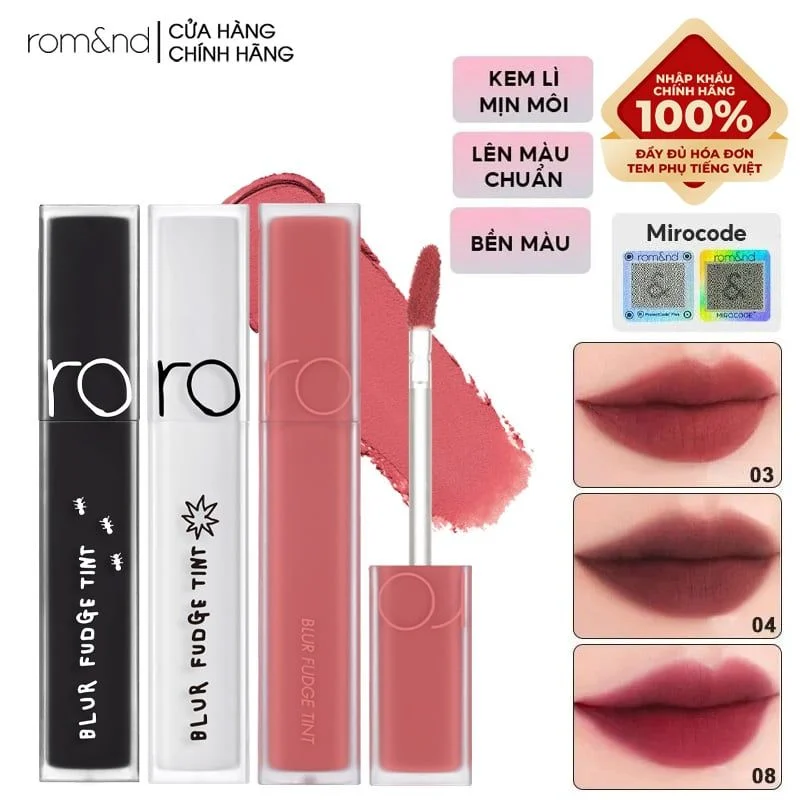 rom&nd
CỬA HÀNG
CHÍNH HÃNG
KEM LÌ
MỊN MÔI
LÊN MÀU
CHUẨN
BỀN MÀU
NHẬP KHẨU
CHÍNH HÃNG
100%
ĐẦY ĐỦ HÓA ĐƠN
TEM PHỤ TIẾNG VIỆT
Mirocode
rom&nd
rom&nd
&
&
MIROCODE
ro
BLUR FUDGE TINT
ro
BLUR FUDGE TINT
ro
BLUR FUDGE TINT
03
04
08